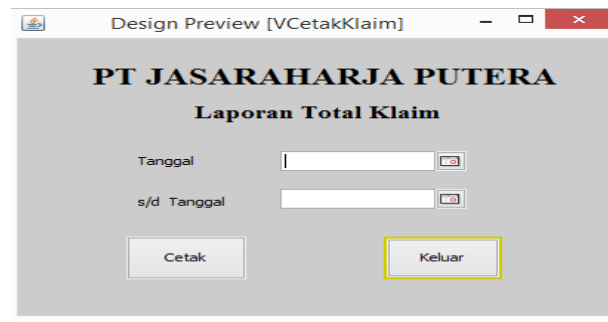 Design Preview [VCetakKlaim]
PT JASARAHARJA PUTERA
Laporan Total Klaim
Tanggal
s/d Tanggal
Cetak Keluar